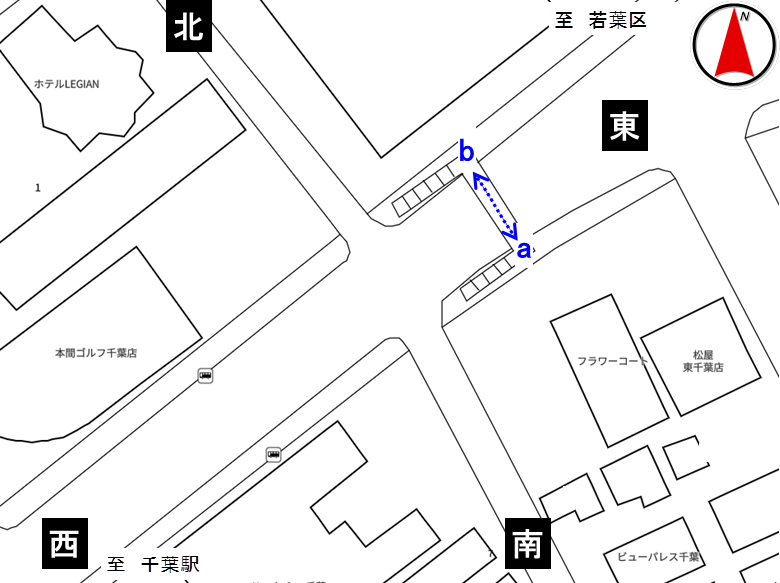 北
至 若葉区
N
ホテルLEGIAN
東
b
1
a
本間ゴルフ千葉店
フラワーコート
松屋
東千葉店
西
至 千葉駅
南
ビューパレス千葉